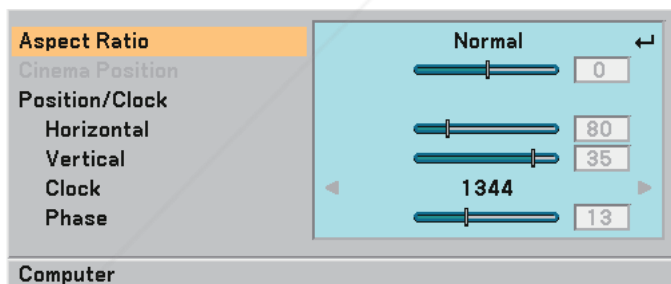 Aspect Ratio Normal
Cinema Position 0
Position/Clock
Horizontal 80
Vertical 35
Clock 1344
Phase 13
Computer